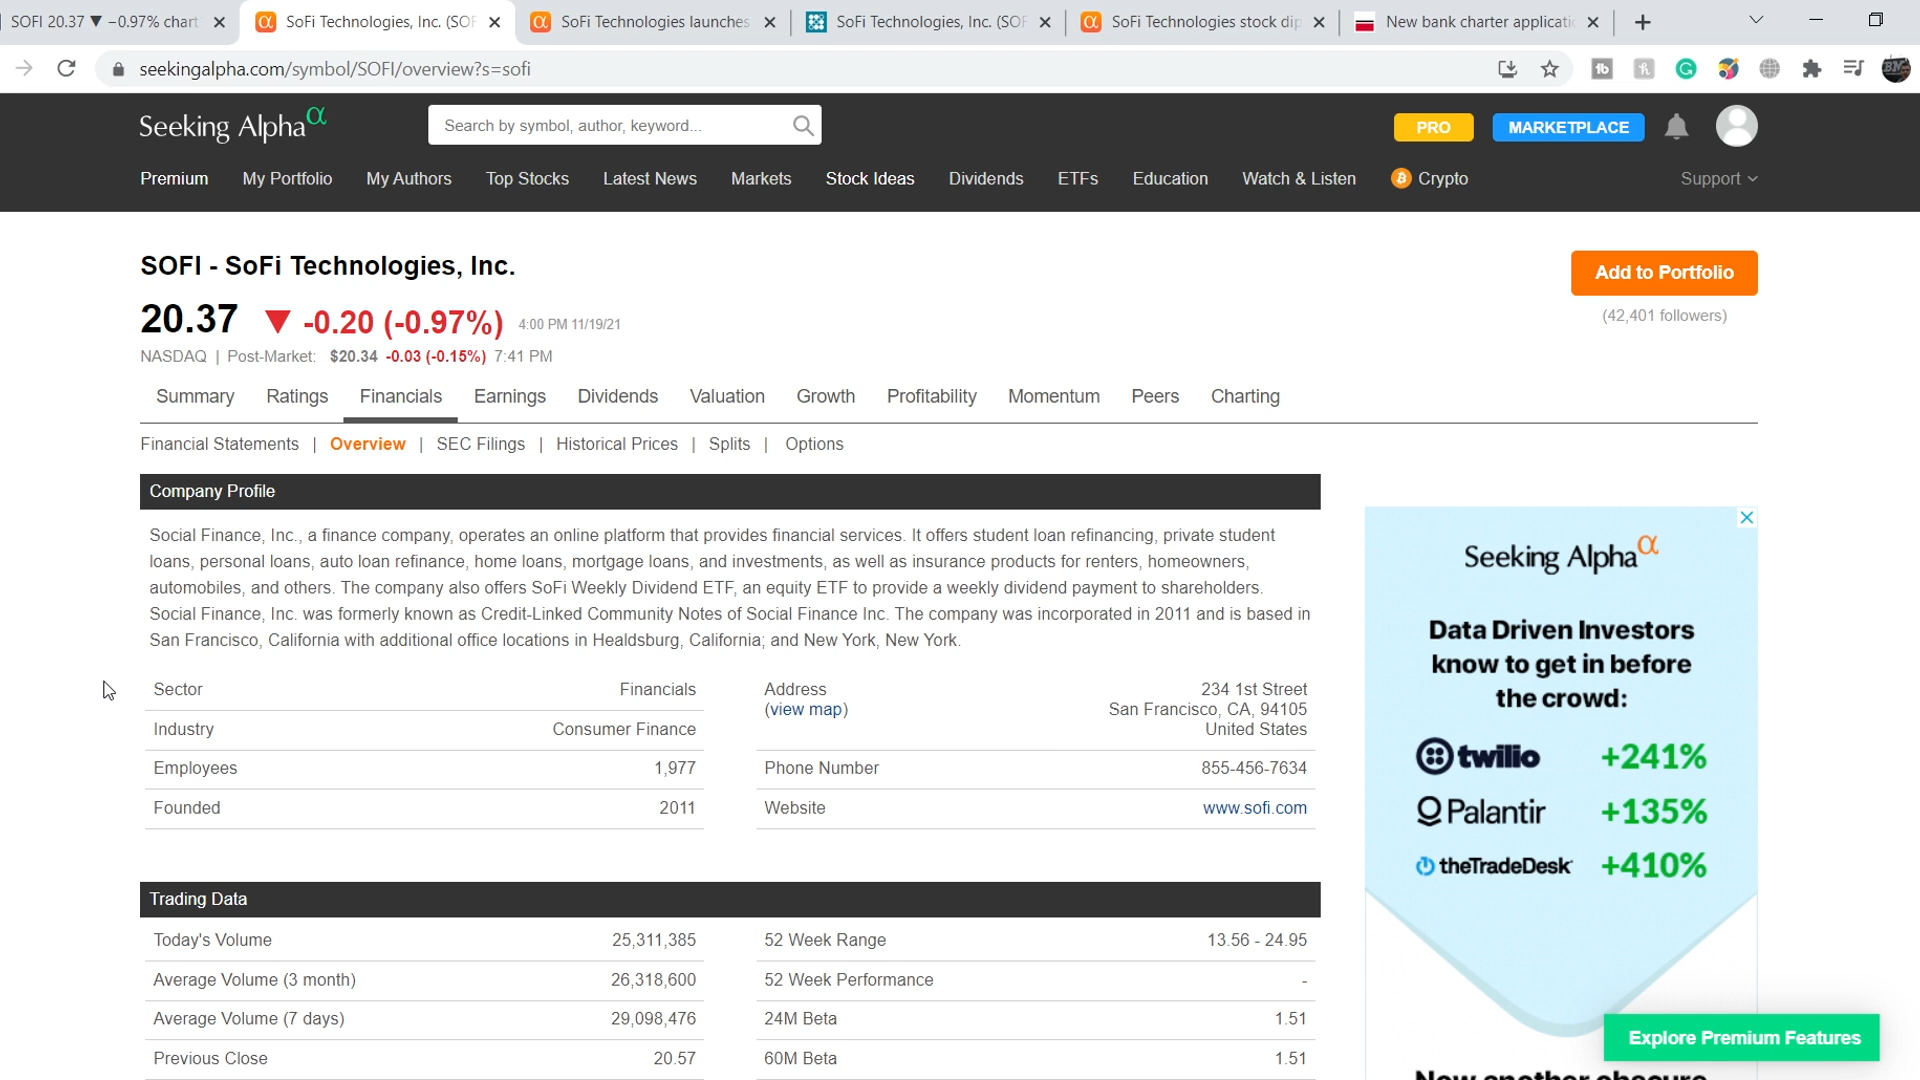 SOFI 20.37 ▼ −0.97% chart
SoFi Technologies, Inc. (SOF
SoFi Technologies launches
SoFi Technologies, Inc. (SOF
SoFi Technologies stock dip
New bank charter applicati
seekingalpha.com/symbol/SOFI/overview?s=sofi
Seeking Alpha α
Search by symbol, author, keyword...
PRO
MARKETPLACE
Premium My Portfolio My Authors Top Stocks Latest News Markets Stock Ideas Dividends ETFs Education Watch & Listen Crypto Support
SOFI - SoFi Technologies, Inc.
Add to Portfolio
20.37 ▼ -0.20 (-0.97%) 4:00 PM 11/19/21
(42,401 followers)
NASDAQ | Post-Market: $20.34 -0.03 (-0.15%) 7:41 PM
Summary Ratings Financials Earnings Dividends Valuation Growth Profitability Momentum Peers Charting
Financial Statements | Overview | SEC Filings | Historical Prices | Splits | Options
Company Profile
Social Finance, Inc., a finance company, operates an online platform that provides financial services. It offers student loan refinancing, private student
loans, personal loans, auto loan refinance, home loans, mortgage loans, and investments, as well as insurance products for renters, homeowners,
automobiles, and others. The company also offers SoFi Weekly Dividend ETF, an equity ETF to provide a weekly dividend payment to shareholders.
Social Finance, Inc. was formerly known as Credit-Linked Community Notes of Social Finance Inc. The company was incorporated in 2011 and is based in
San Francisco, California with additional office locations in Healdsburg, California; and New York, New York.
Sector Financials
Industry Consumer Finance
Employees 1,977
Founded 2011
Address 234 1st Street
(view map) San Francisco, CA, 94105
United States
Phone Number 855-456-7634
Website www.sofi.com
Trading Data
Today's Volume 25,311,385
Average Volume (3 month) 26,318,600
Average Volume (7 days) 29,098,476
Previous Close 20.57
52 Week Range 13.56 - 24.95
52 Week Performance -
24M Beta 1.51
60M Beta 1.51
Seeking Alpha α
Data Driven Investors
know to get in before
the crowd:
twilio +241%
Palantir +135%
theTradeDesk +410%
Explore Premium Features